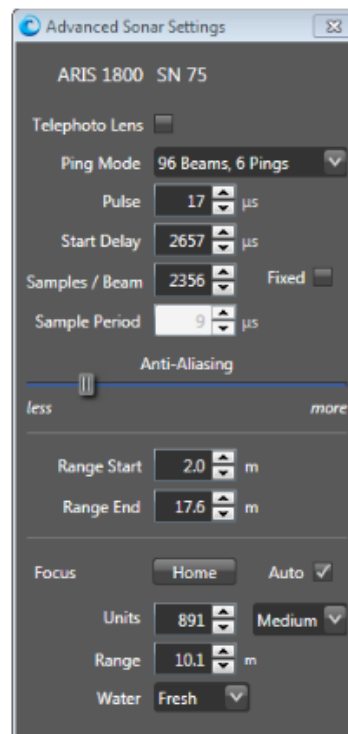 Advanced Sonar Settings
ARIS 1800 SN 75
Telephoto Lens
Ping Mode 96 Beams, 6 Pings
Pulse 17 µs
Start Delay 2657 µs
Samples / Beam 2356 Fixed
Sample Period 9 µs
Anti-Aliasing
less more
Range Start 2.0 m
Range End 17.6 m
Focus Home Auto
Units 891 Medium
Range 10.1 m
Water Fresh